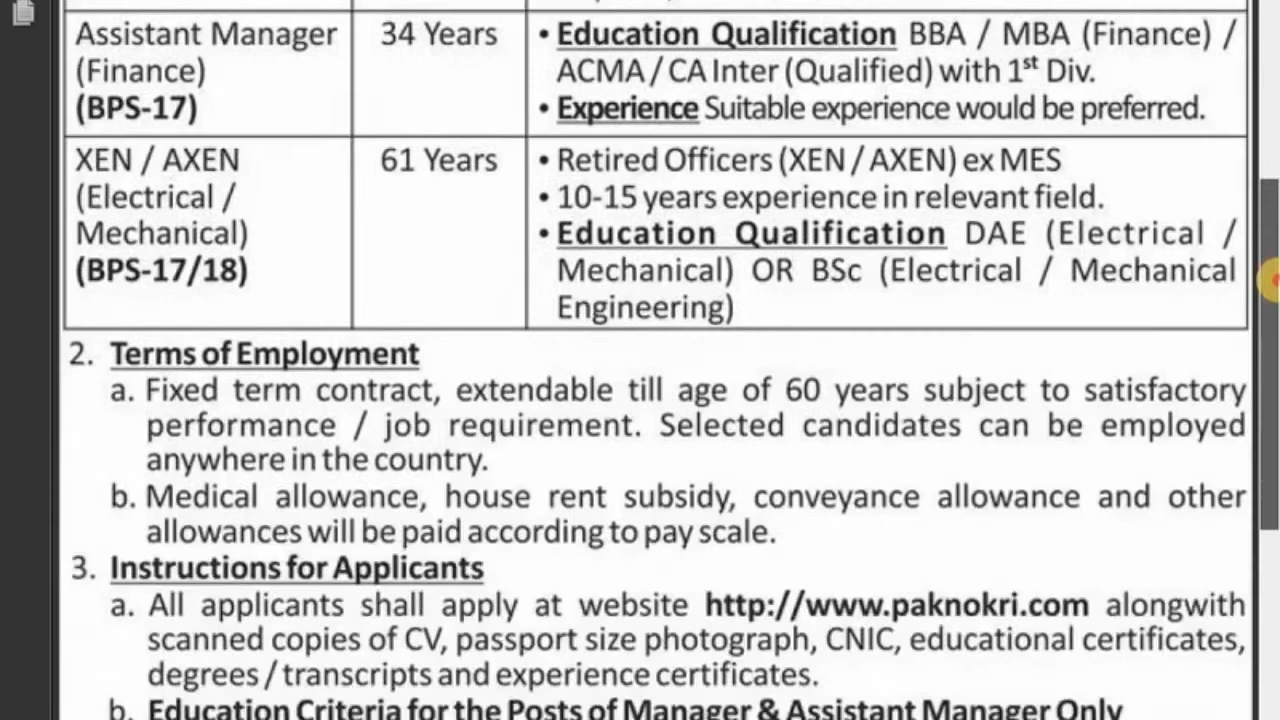 Assistant Manager 34 Years • Education Qualification BBA / MBA (Finance) /
(Finance) ACMA / CA Inter (Qualified) with 1st Div.
(BPS-17) • Experience Suitable experience would be preferred.
XEN / AXEN 61 Years • Retired Officers (XEN / AXEN) ex MES
(Electrical / • 10-15 years experience in relevant field.
Mechanical) • Education Qualification DAE (Electrical /
(BPS-17/18) Mechanical) OR BSc (Electrical / Mechanical
Engineering)
2. Terms of Employment
a. Fixed term contract, extendable till age of 60 years subject to satisfactory
performance / job requirement. Selected candidates can be employed
anywhere in the country.
b. Medical allowance, house rent subsidy, conveyance allowance and other
allowances will be paid according to pay scale.
3. Instructions for Applicants
a. All applicants shall apply at website http://www.paknokri.com alongwith
scanned copies of CV, passport size photograph, CNIC, educational certificates,
degrees / transcripts and experience certificates.
b. Education Criteria for the Posts of Manager & Assistant Manager Only